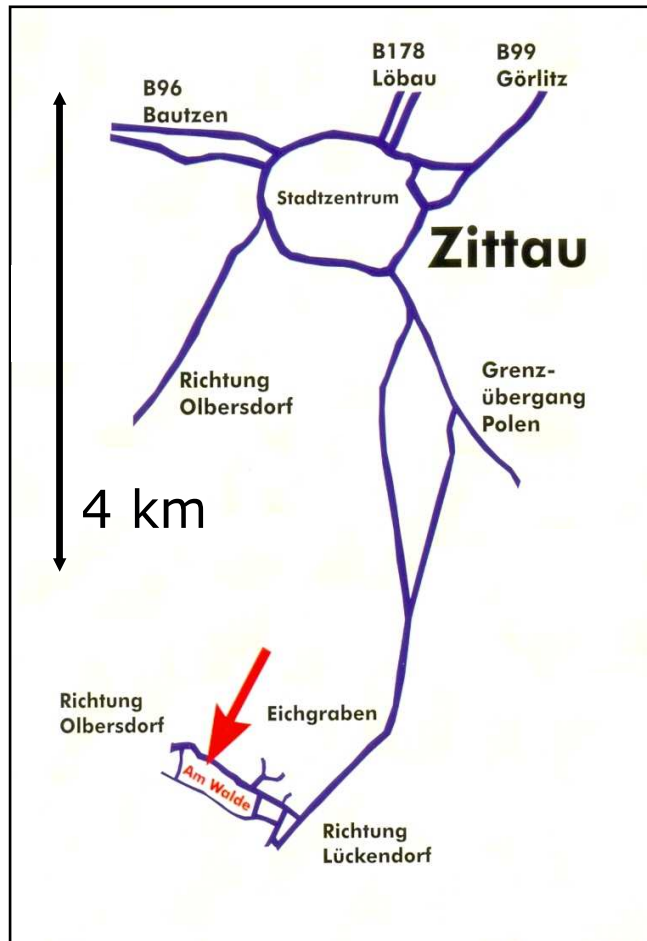 B96
Bautzen
B178
Löbau
B99
Görlitz
Stadtzentrum
Zittau
Richtung
Olbersdorf
Grenz-
übergang
Polen
4 km
Richtung
Olbersdorf
Eichgraben
Am Walde
Richtung
Lückendorf